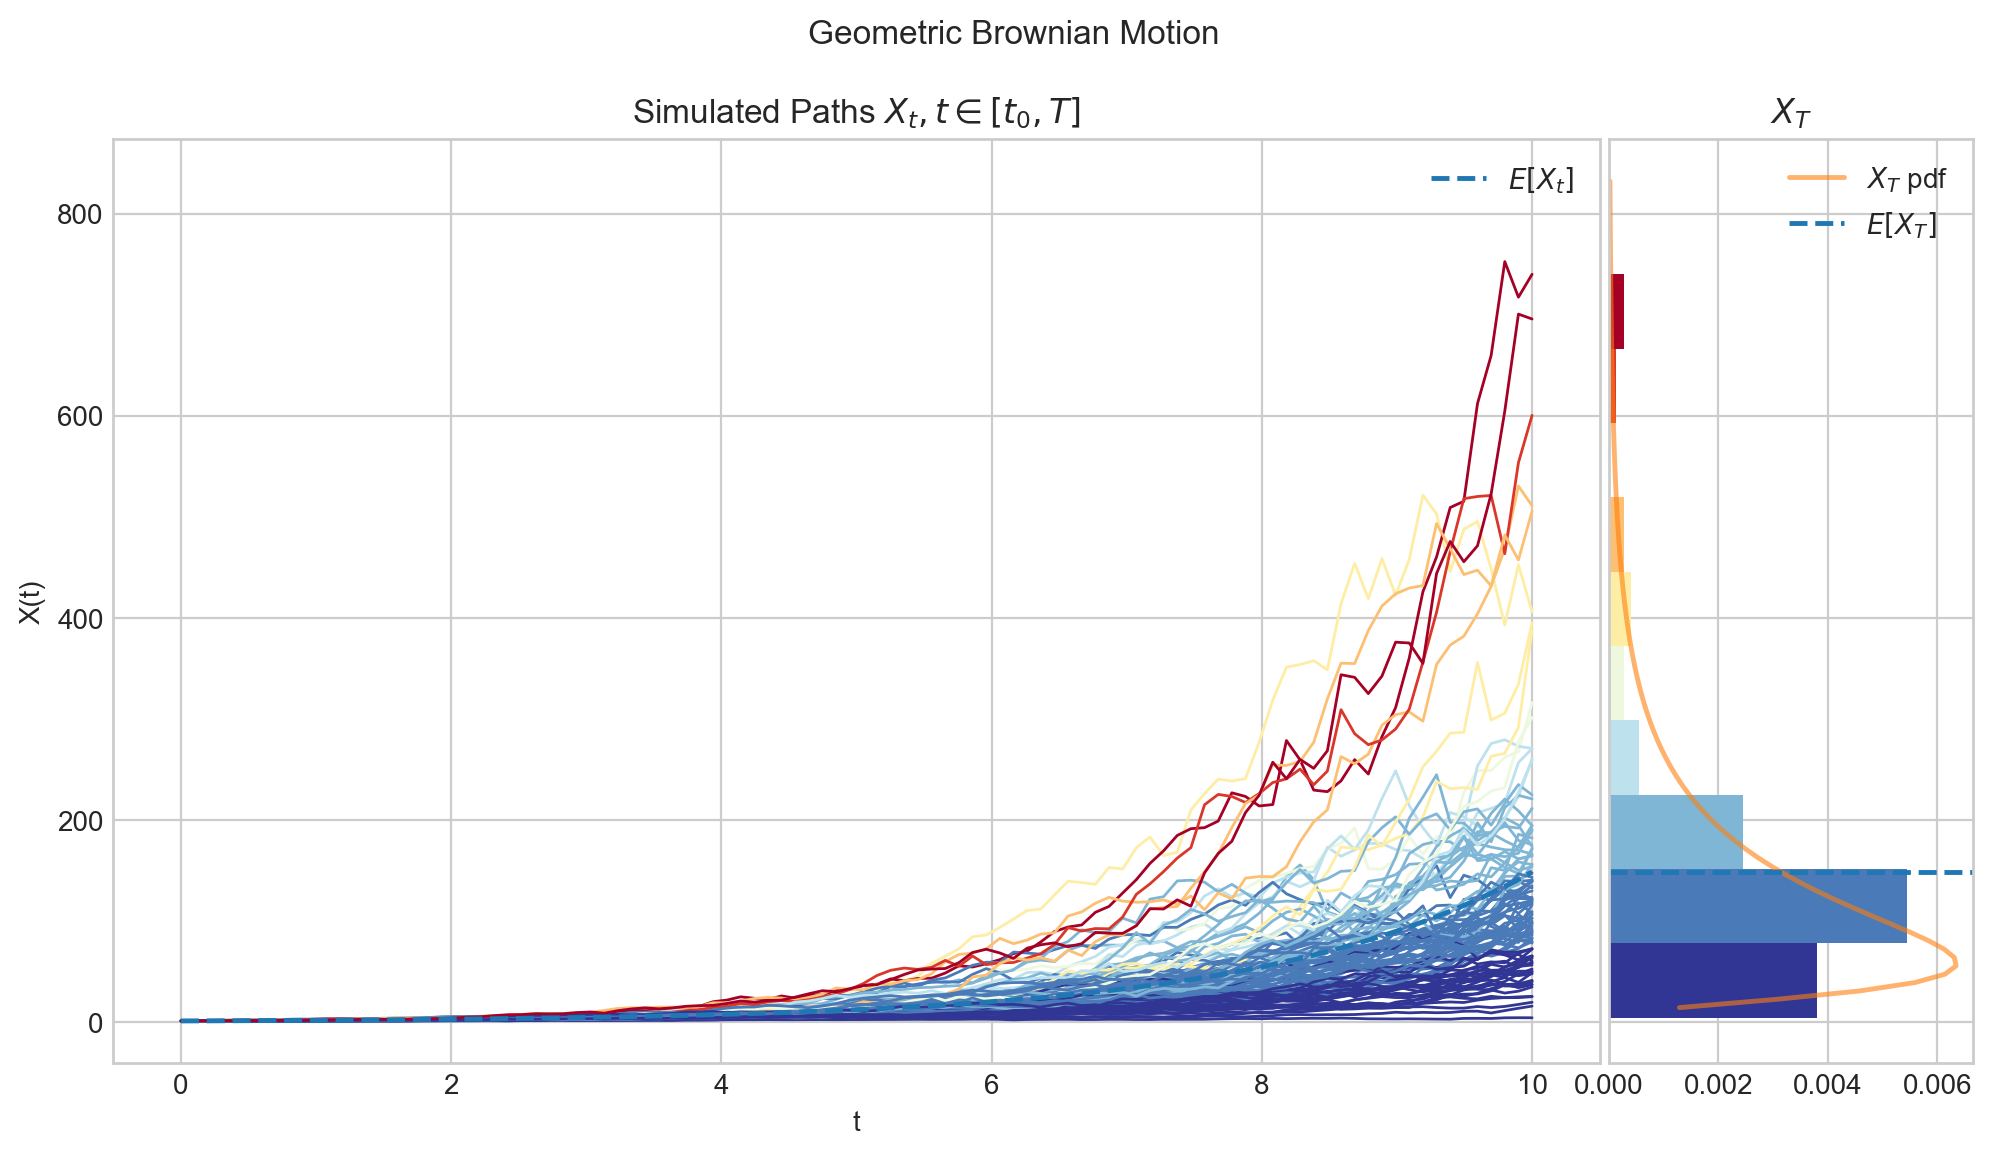 Geometric Brownian Motion
Simulated Paths $X_t, t \in [t_0, T]$
$X_T$
$E[X_t]$
$X_T$ pdf
$E[X_T]$
800
600
400
200
0
X(t)
0 2 4 6 8 10
t
0.000 0.002 0.004 0.006